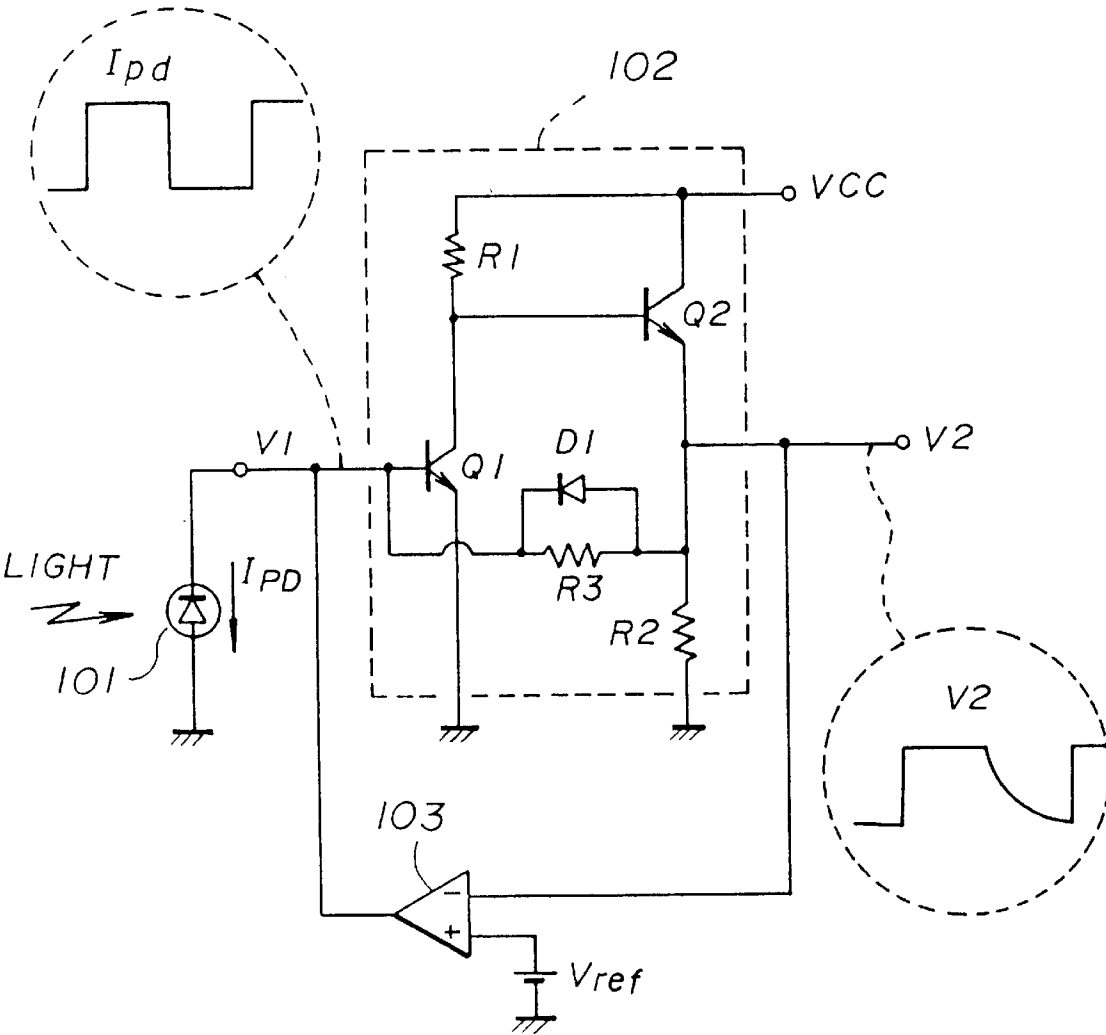 Ipd
102
VCC
R1
Q2
V1
Q1
D1
V2
LIGHT
IPD
R3
R2
101
V2
103
−
+
Vref